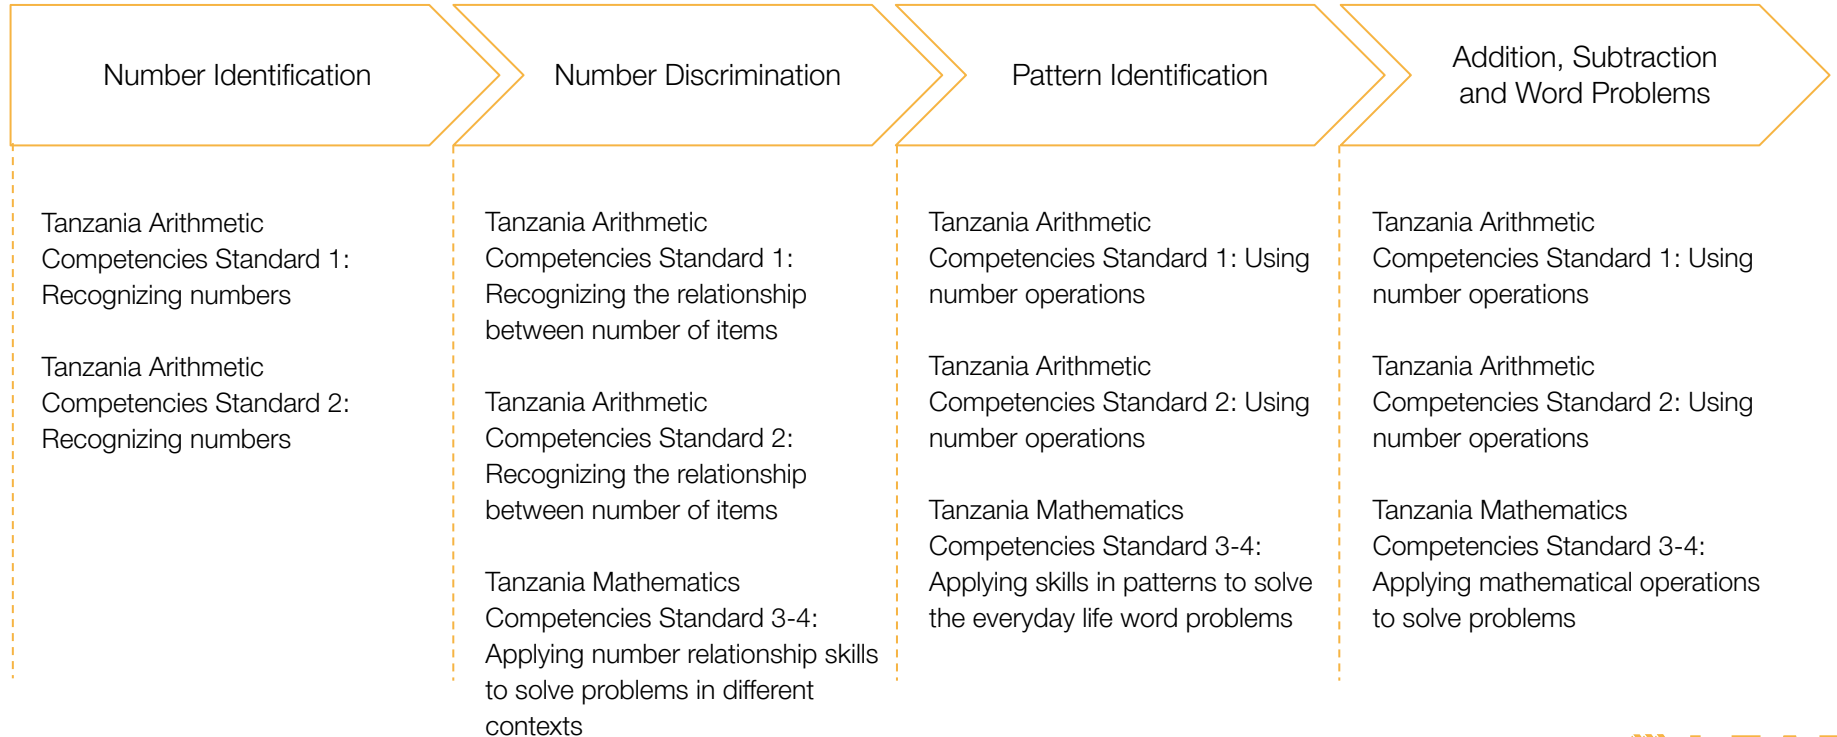 Number Identification
Number Discrimination
Pattern Identification
Addition, Subtraction
and Word Problems
Tanzania Arithmetic
Competencies Standard 1:
Recognizing numbers
Tanzania Arithmetic
Competencies Standard 2:
Recognizing numbers
Tanzania Arithmetic
Competencies Standard 1:
Recognizing the relationship
between number of items
Tanzania Arithmetic
Competencies Standard 2:
Recognizing the relationship
between number of items
Tanzania Mathematics
Competencies Standard 3-4:
Applying number relationship skills
to solve problems in different
contexts
Tanzania Arithmetic
Competencies Standard 1: Using
number operations
Tanzania Arithmetic
Competencies Standard 2: Using
number operations
Tanzania Mathematics
Competencies Standard 3-4:
Applying skills in patterns to solve
the everyday life word problems
Tanzania Arithmetic
Competencies Standard 1: Using
number operations
Tanzania Arithmetic
Competencies Standard 2: Using
number operations
Tanzania Mathematics
Competencies Standard 3-4:
Applying mathematical operations
to solve problems